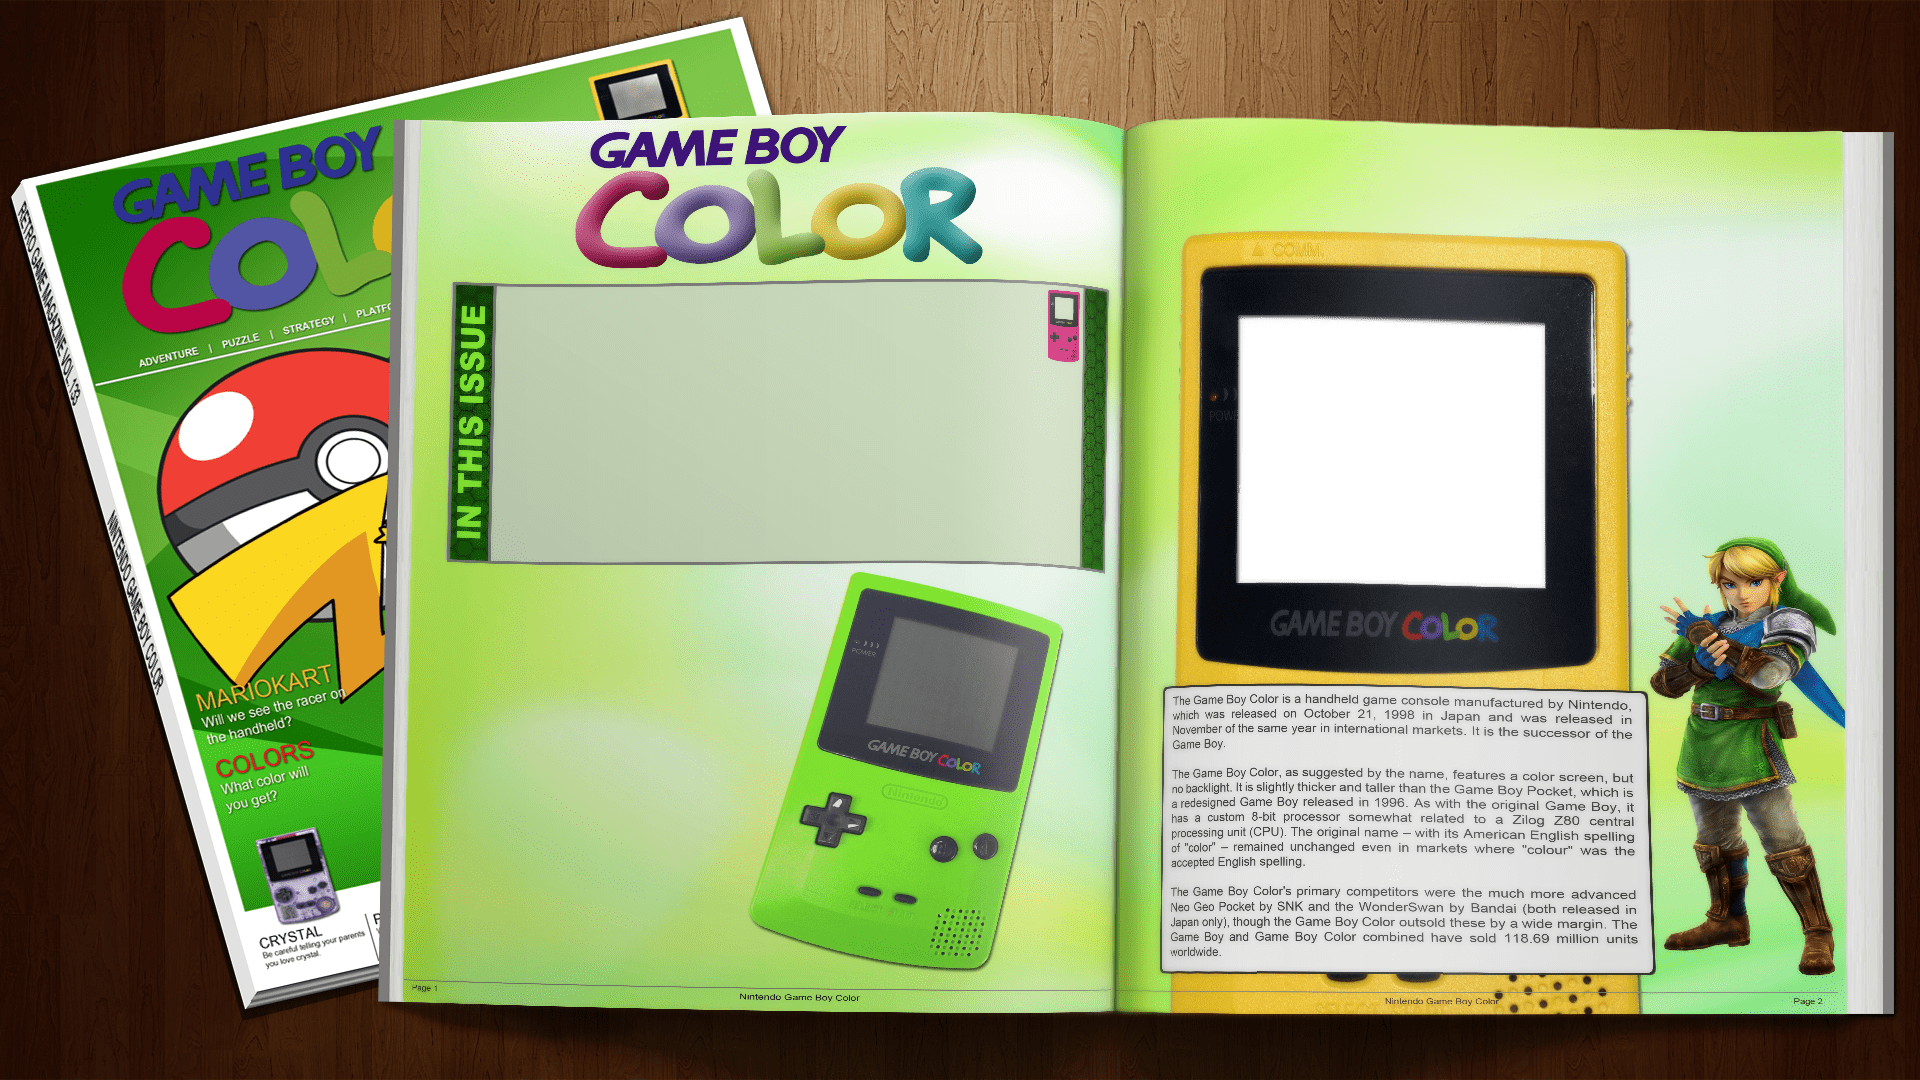 RETRO GAME MAGAZINE VOL 133
NINTENDO GAME BOY COLOR
GAME BOY
ADVENTURE | PUZZLE | STRATEGY |
MARIOKART
Will we see the racer on
the handheld?
COLORS
What color will
you get?
CRYSTAL
Be careful telling your parents
you love crystal.
GAME BOY
COLOR
IN THIS ISSUE
POWER
GAME BOY COLOR
Nintendo
SELECT START
Page 1
Nintendo Game Boy Color
COMM.
GAME BOY COLOR
The Game Boy Color is a handheld game console manufactured by Nintendo,
which was released on October 21, 1998 in Japan and was released in
November of the same year in international markets. It is the successor of the
Game Boy.
The Game Boy Color, as suggested by the name, features a color screen, but
no backlight. It is slightly thicker and taller than the Game Boy Pocket, which is
a redesigned Game Boy released in 1996. As with the original Game Boy, it
has a custom 8-bit processor somewhat related to a Zilog Z80 central
processing unit (CPU). The original name – with its American English spelling
of "color" – remained unchanged even in markets where "colour" was the
accepted English spelling.
The Game Boy Color's primary competitors were the much more advanced
Neo Geo Pocket by SNK and the WonderSwan by Bandai (both released in
Japan only), though the Game Boy Color outsold these by a wide margin. The
Game Boy and Game Boy Color combined have sold 118.69 million units
worldwide.
Nintendo Game Boy Color
Page 2